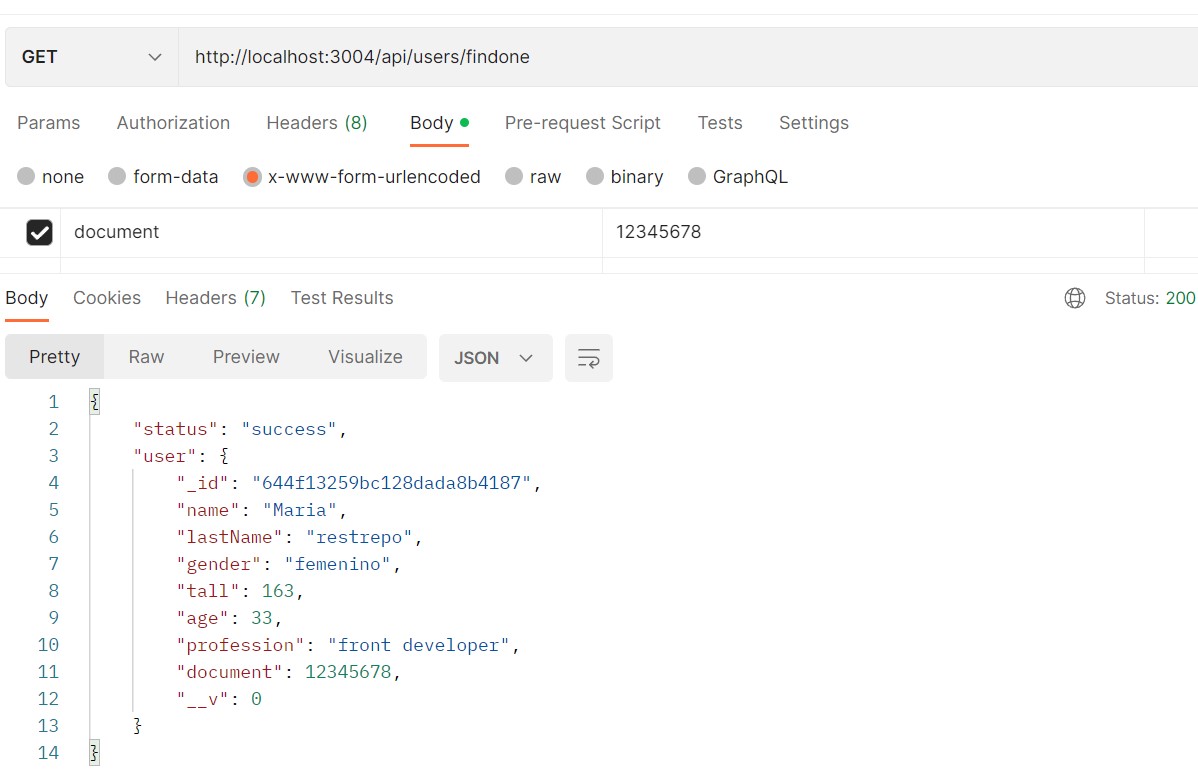 GET http://localhost:3004/api/users/findone
Params Authorization Headers (8) Body Pre-request Script Tests Settings
none form-data x-www-form-urlencoded raw binary GraphQL
document 12345678
Body Cookies Headers (7) Test Results Status: 200
Pretty Raw Preview Visualize JSON
1 {
2 "status": "success",
3 "user": {
4 "_id": "644f13259bc128dada8b4187",
5 "name": "Maria",
6 "lastName": "restrepo",
7 "gender": "femenino",
8 "tall": 163,
9 "age": 33,
10 "profession": "front developer",
11 "document": 12345678,
12 "__v": 0
13 }
14 }